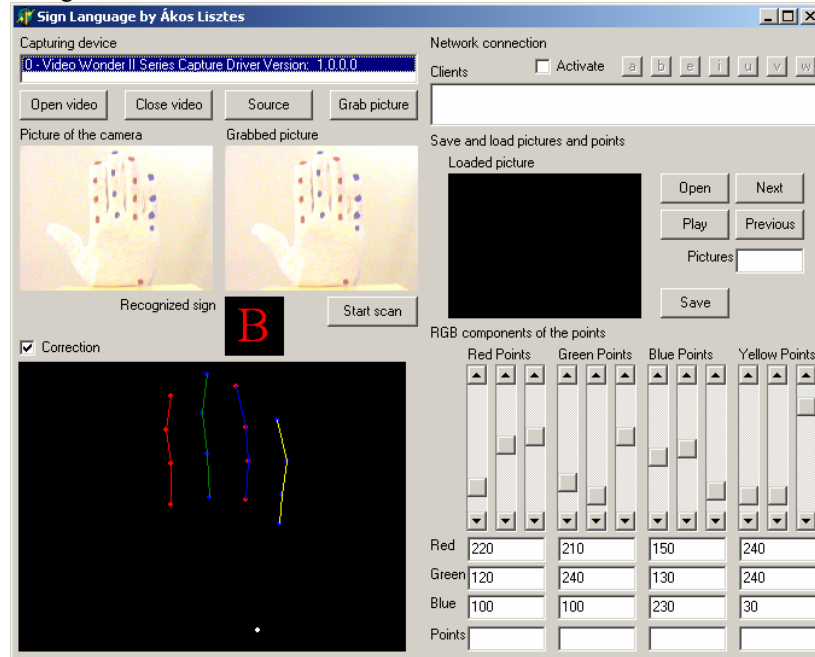 Sign Language by Ákos Lisztes
Capturing device
0 - Video Wonder II Series Capture Driver Version: 1.0.0.0
Open video Close video Source Grab picture
Picture of the camera Grabbed picture
Recognized sign B Start scan
Correction
Network connection
Clients Activate a b e i u v w
Save and load pictures and points
Loaded picture
Open Next
Play Previous
Pictures
Save
RGB components of the points
Red Points Green Points Blue Points Yellow Points
Red 220 210 150 240
Green 120 240 130 240
Blue 100 100 230 30
Points